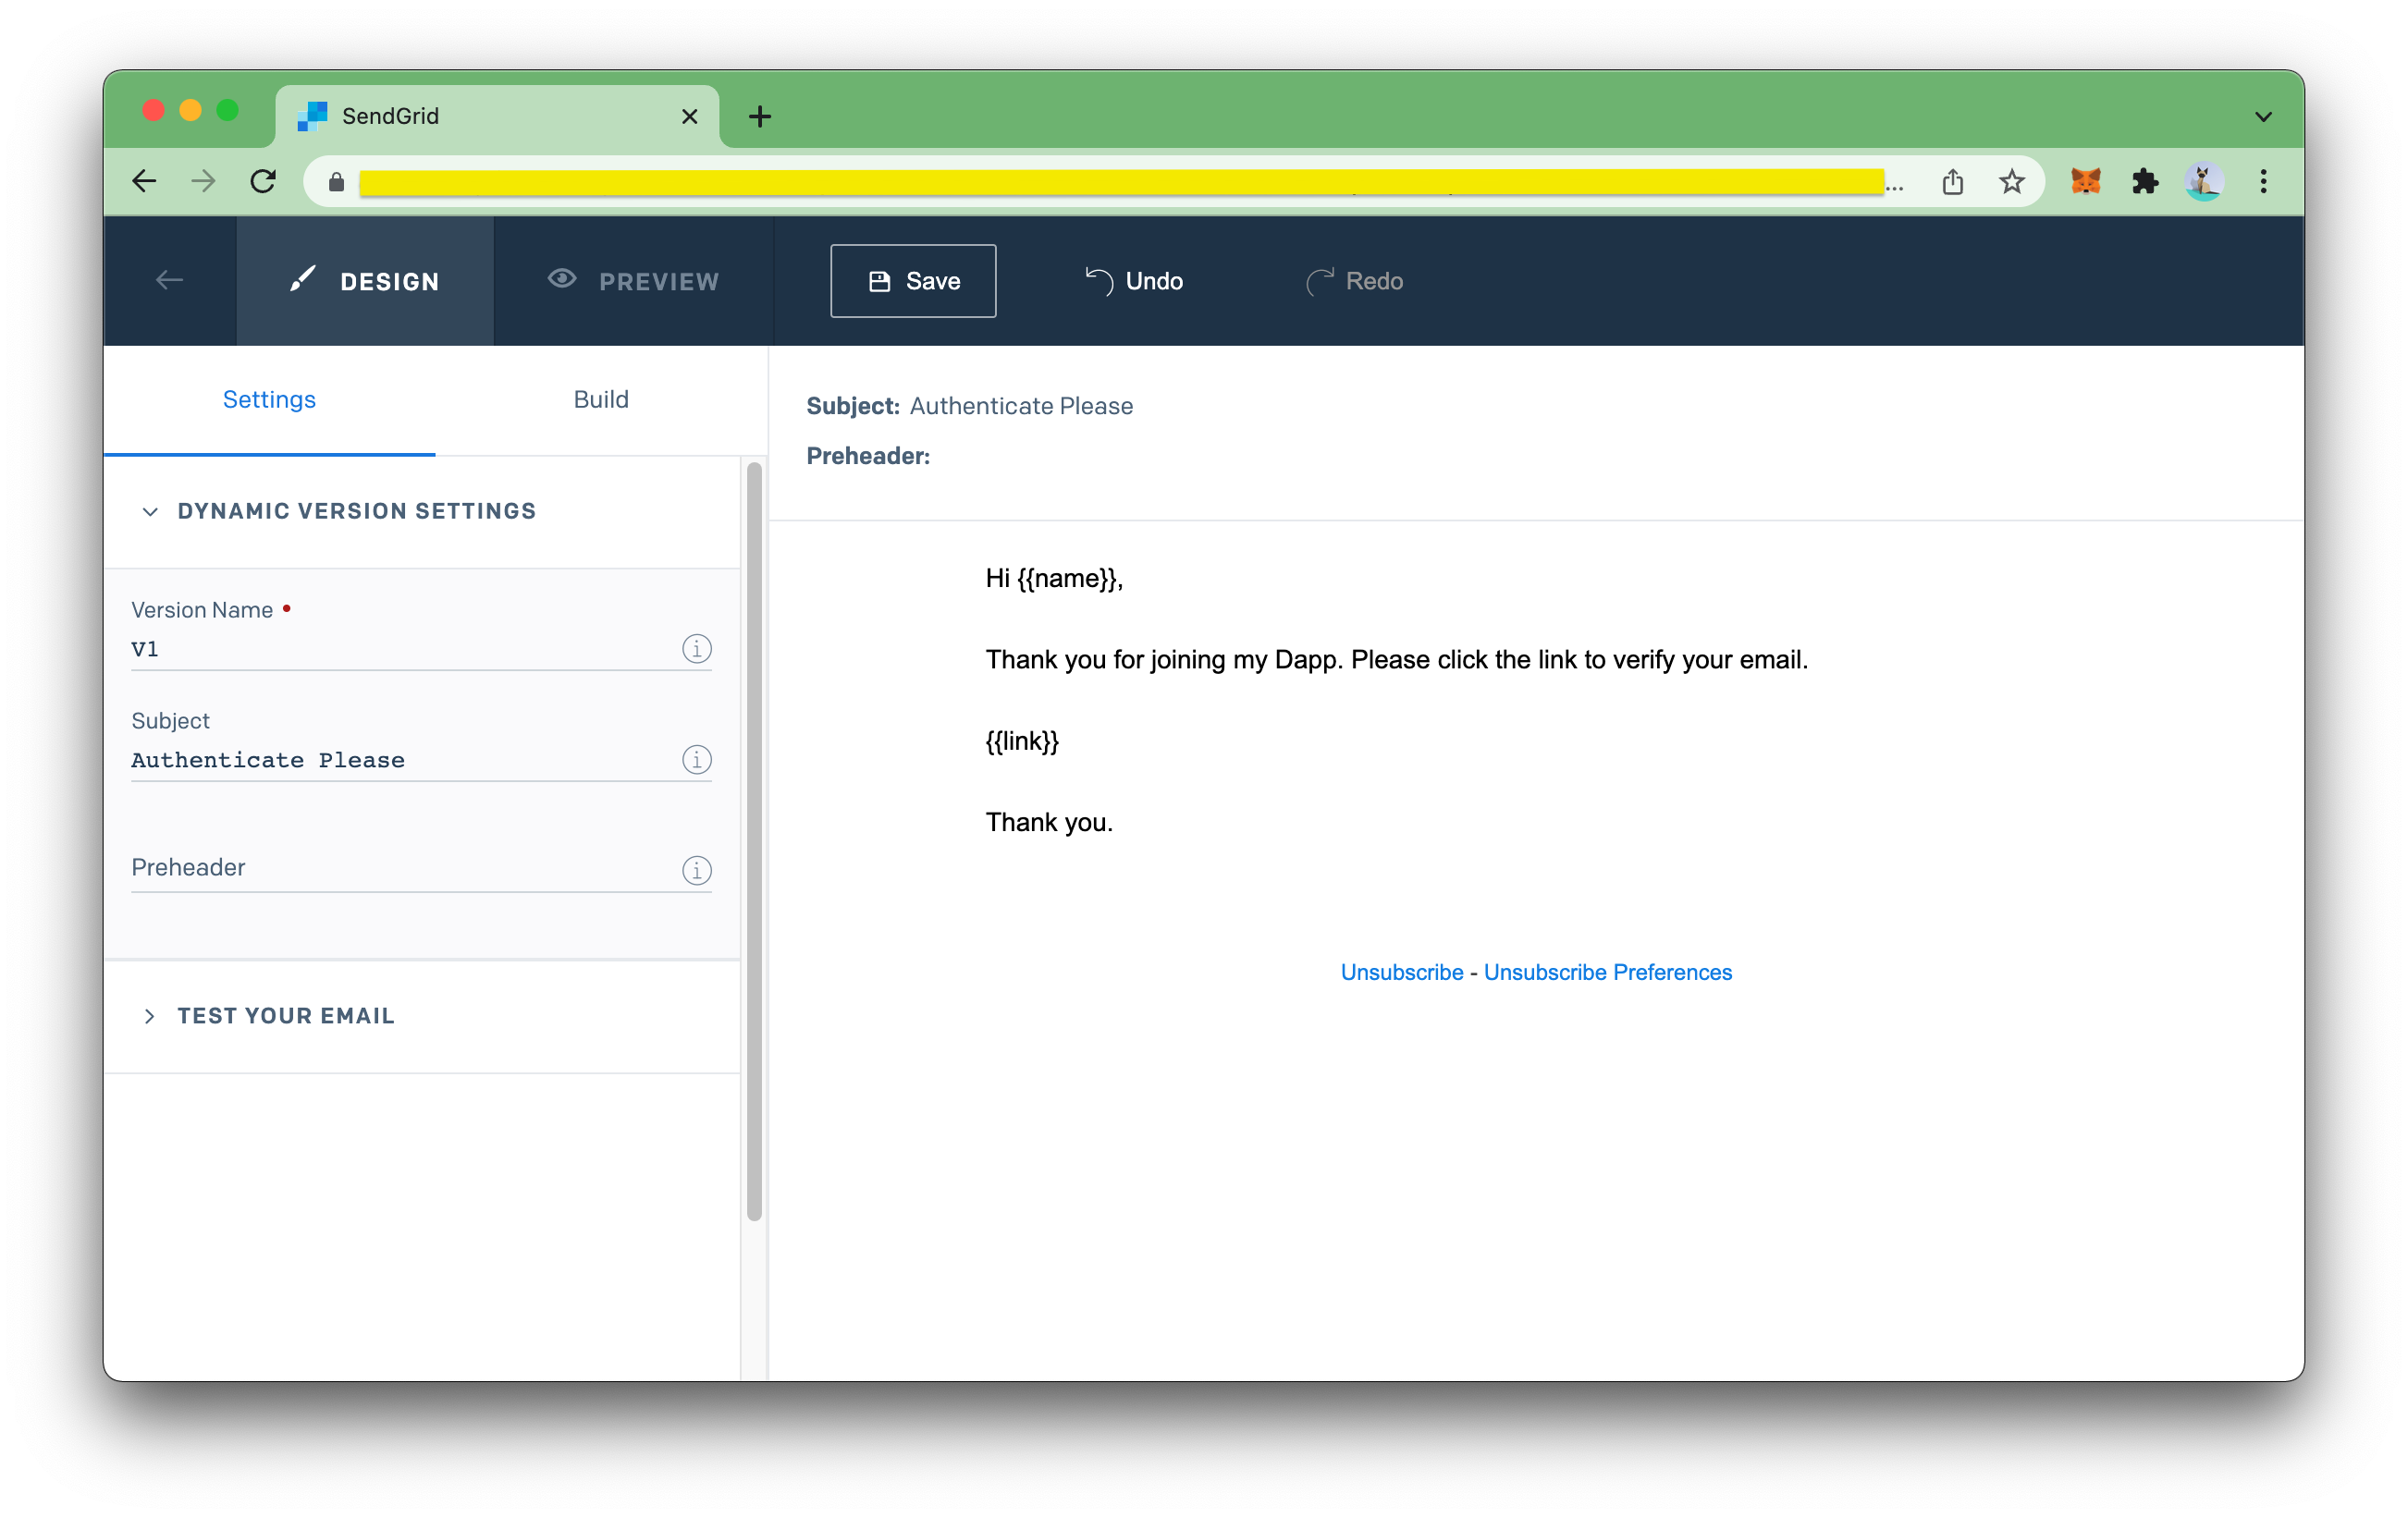 SendGrid
...
DESIGN
PREVIEW
Save
Undo
Redo
Settings
Build
Subject: Authenticate Please
Preheader:
DYNAMIC VERSION SETTINGS
Version Name
V1
Subject
Authenticate Please
Preheader
TEST YOUR EMAIL
Hi {{name}},
Thank you for joining my Dapp. Please click the link to verify your email.
{{link}}
Thank you.
Unsubscribe - Unsubscribe Preferences